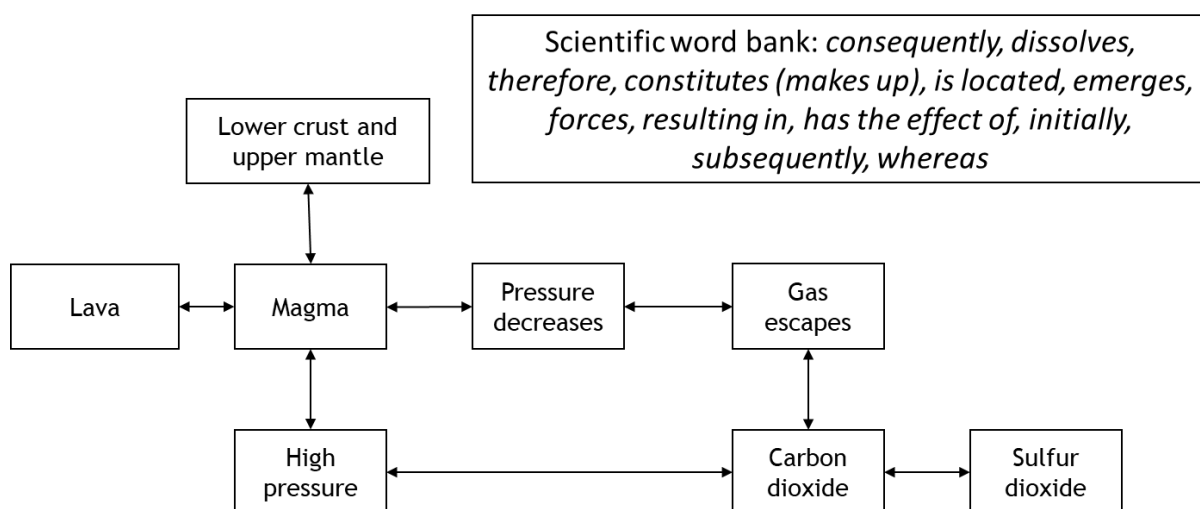 Scientific word bank: consequently, dissolves,
therefore, constitutes (makes up), is located, emerges,
forces, resulting in, has the effect of, initially,
subsequently, whereas
Lower crust and
upper mantle
Lava
Magma
Pressure
decreases
Gas
escapes
High
pressure
Carbon
dioxide
Sulfur
dioxide